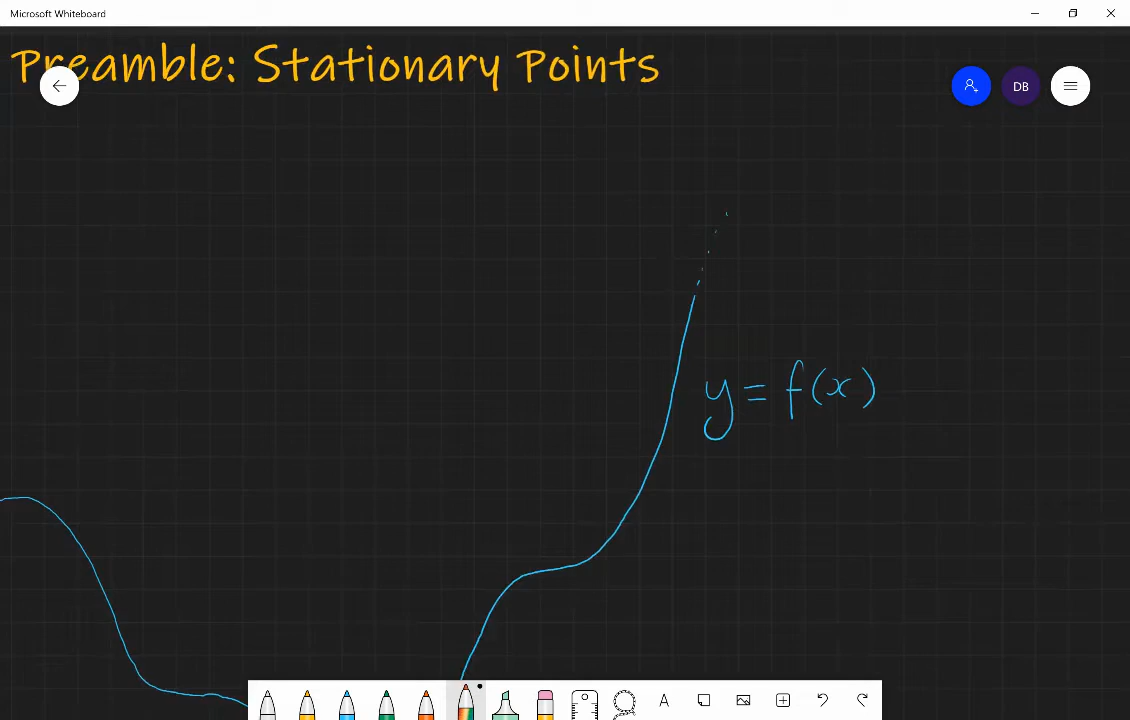 Microsoft Whiteboard
Preamble: Stationary Points
DB
y = f(x)
A